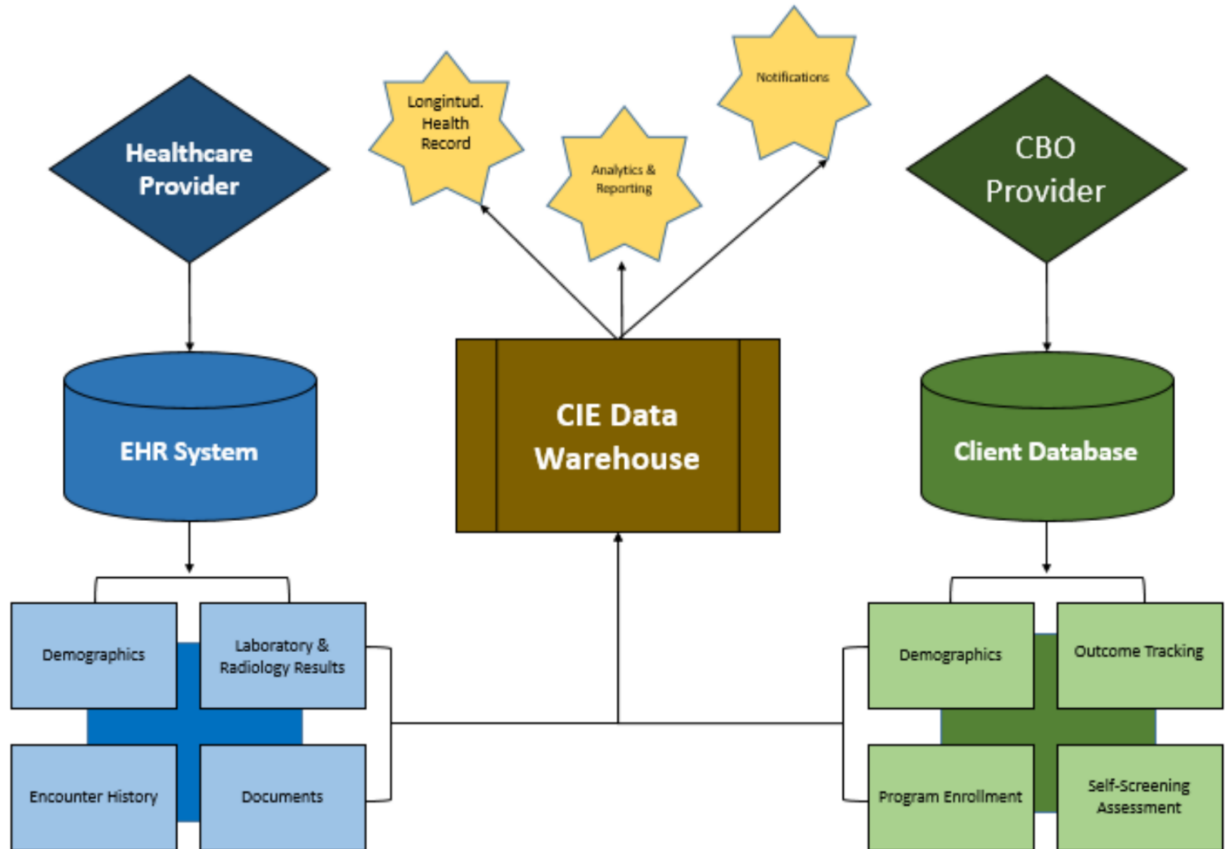 Healthcare
Provider
Longintud.
Health
Record
Analytics &
Reporting
Notifications
CBO
Provider
EHR System
CIE Data
Warehouse
Client Database
Demographics
Laboratory &
Radiology Results
Encounter History
Documents
Demographics
Outcome Tracking
Program Enrollment
Self-Screening
Assessment